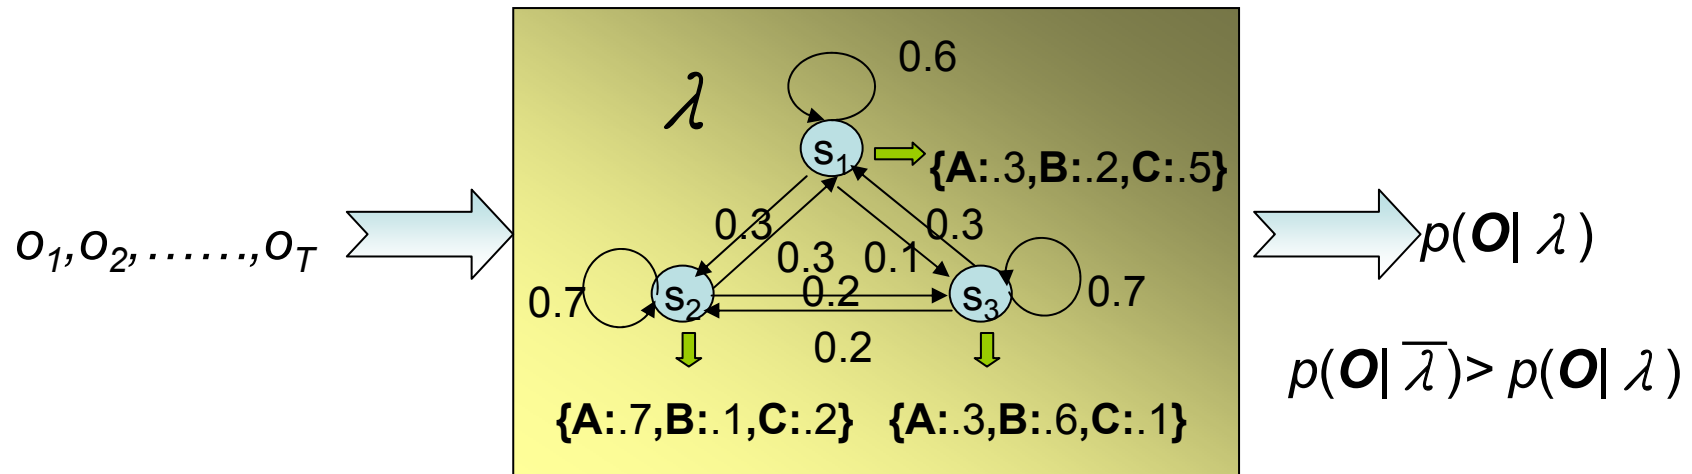 0.6
λ
s₁
{A:.3,B:.2,C:.5}
0.3
0.3
o₁,o₂,……,o_T
p(O| λ)
0.3
0.1
0.7
s₂
0.2
s₃
0.7
0.2
p(O| λ̅)> p(O| λ)
{A:.7,B:.1,C:.2}
{A:.3,B:.6,C:.1}